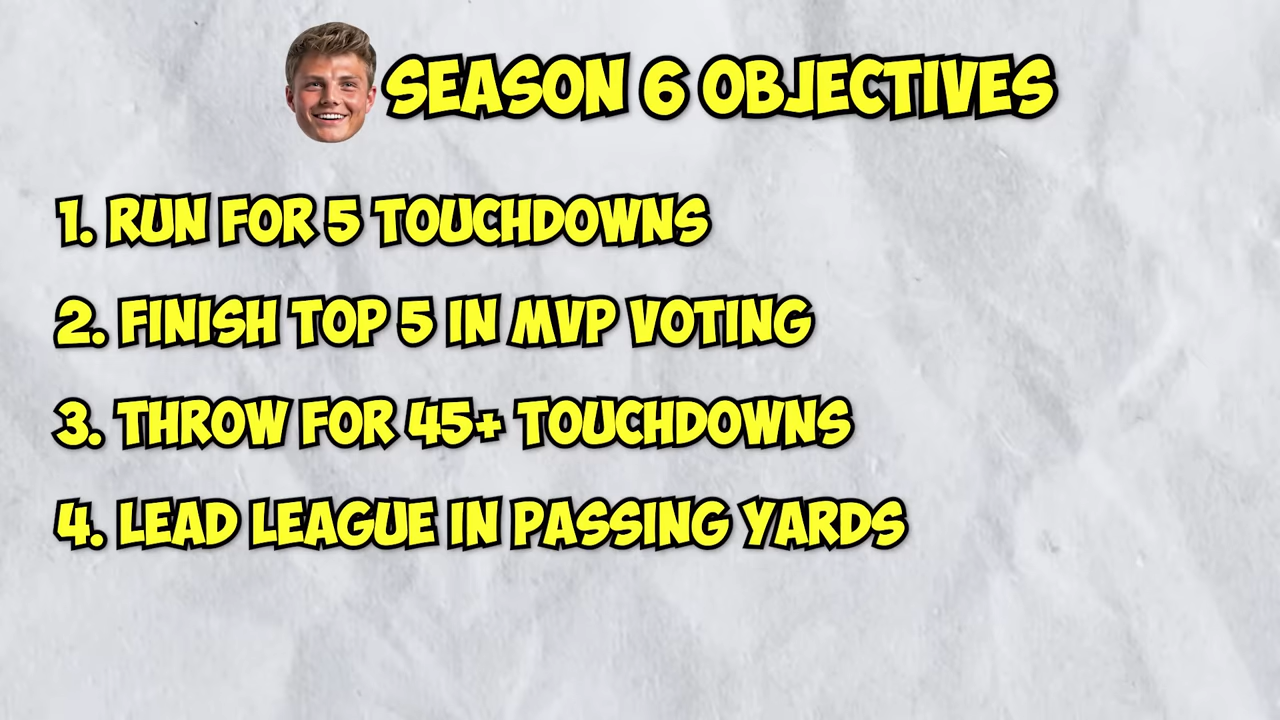 SEASON 6 OBJECTIVES
1. RUN FOR 5 TOUCHDOWNS
2. FINISH TOP 5 IN MVP VOTING
3. THROW FOR 45+ TOUCHDOWNS
4. LEAD LEAGUE IN PASSING YARDS